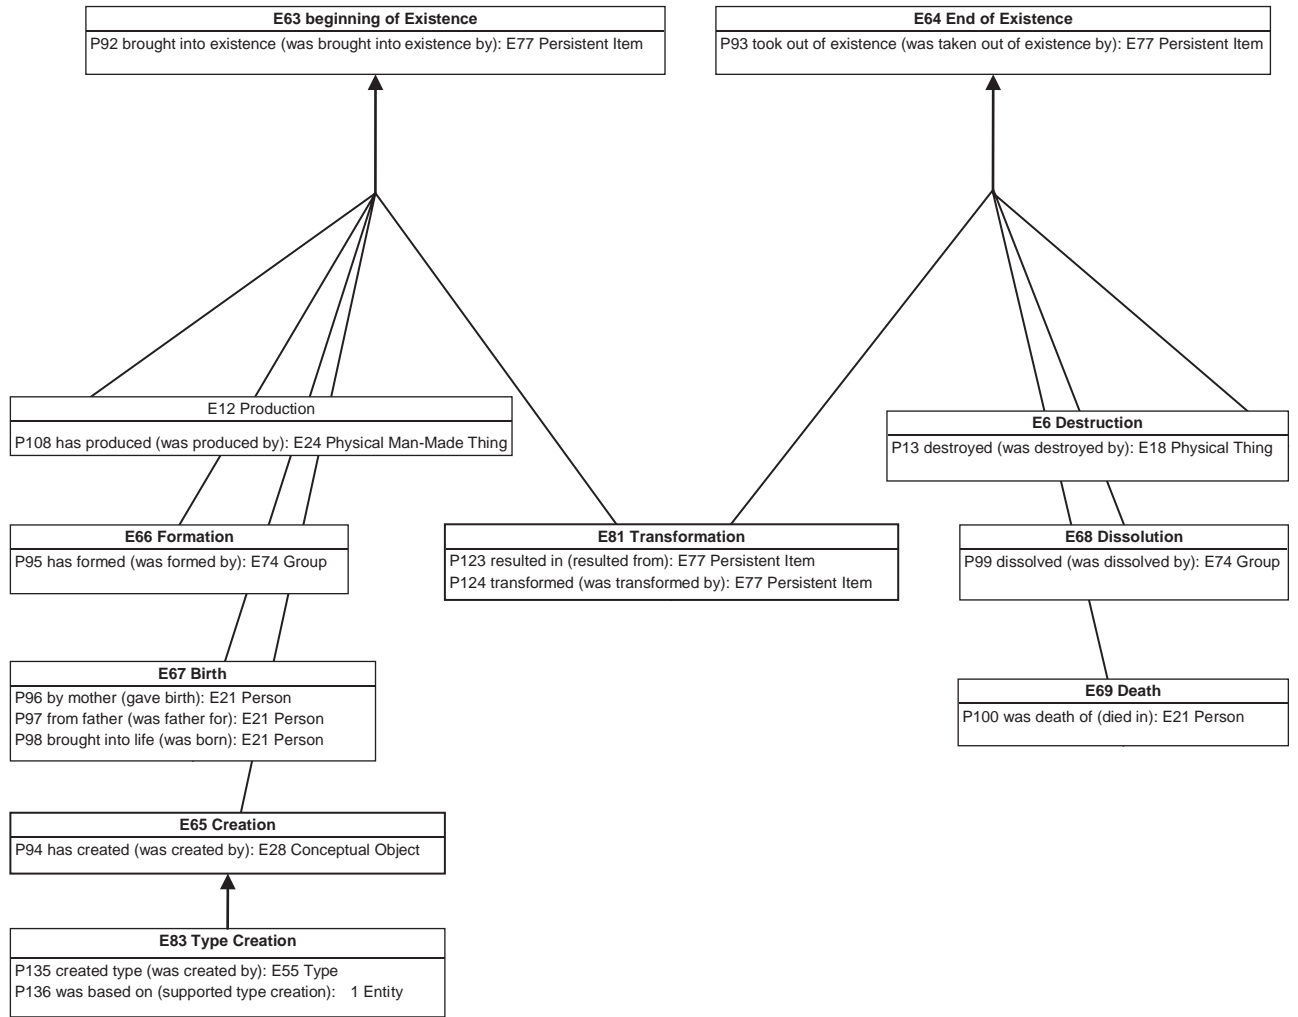 E63 beginning of Existence
P92 brought into existence (was brought into existence by): E77 Persistent Item
E64 End of Existence
P93 took out of existence (was taken out of existence by): E77 Persistent Item
E12 Production
P108 has produced (was produced by): E24 Physical Man-Made Thing
E6 Destruction
P13 destroyed (was destroyed by): E18 Physical Thing
E66 Formation
P95 has formed (was formed by): E74 Group
E81 Transformation
P123 resulted in (resulted from): E77 Persistent Item
P124 transformed (was transformed by): E77 Persistent Item
E68 Dissolution
P99 dissolved (was dissolved by): E74 Group
E67 Birth
P96 by mother (gave birth): E21 Person
P97 from father (was father for): E21 Person
P98 brought into life (was born): E21 Person
E69 Death
P100 was death of (died in): E21 Person
E65 Creation
P94 has created (was created by): E28 Conceptual Object
E83 Type Creation
P135 created type (was created by): E55 Type
P136 was based on (supported type creation): 1 Entity